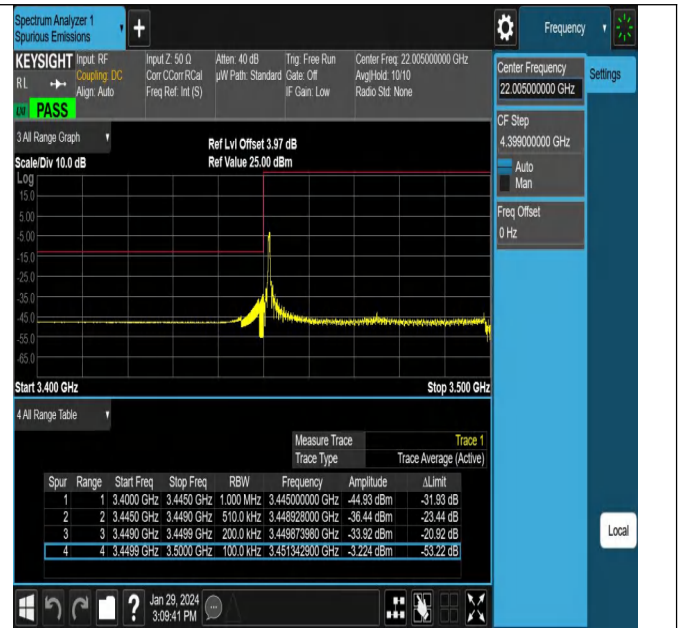 Spectrum Analyzer 1
Spurious Emissions
+
Frequency
KEYSIGHT
RL
Input: RF
Coupling: DC
Align: Auto
Input Z: 50 Ω
Corr CCorr RCal
Freq Ref: Int (S)
Atten: 40 dB
µW Path: Standard
Trig: Free Run
Gate: Off
IF Gain: Low
Center Freq: 22.005000000 GHz
Avg|Hold: 10/10
Radio Std: None
PASS
Center Frequency
22.005000000 GHz
Settings
CF Step
4.399000000 GHz
Auto
Man
Freq Offset
0 Hz
3 All Range Graph
Scale/Div 10.0 dB
Ref Lvl Offset 3.97 dB
Ref Value 25.00 dBm
Log
15.0
5.00
-5.00
-15.0
-25.0
-35.0
-45.0
-55.0
-65.0
Start 3.400 GHz
Stop 3.500 GHz
4 All Range Table
Measure Trace Trace 1
Trace Type Trace Average (Active)
Spur Range Start Freq Stop Freq RBW Frequency Amplitude ΔLimit
1 1 3.4000 GHz 3.4450 GHz 1.000 MHz 3.445000000 GHz -44.93 dBm -31.93 dB
2 2 3.4450 GHz 3.4490 GHz 510.0 kHz 3.448928000 GHz -36.44 dBm -23.44 dB
3 3 3.4490 GHz 3.4499 GHz 200.0 kHz 3.449873980 GHz -33.92 dBm -20.92 dB
4 4 3.4499 GHz 3.5000 GHz 100.0 kHz 3.451342900 GHz -3.224 dBm -53.22 dB
Local
?
Jan 29, 2024
3:09:41 PM